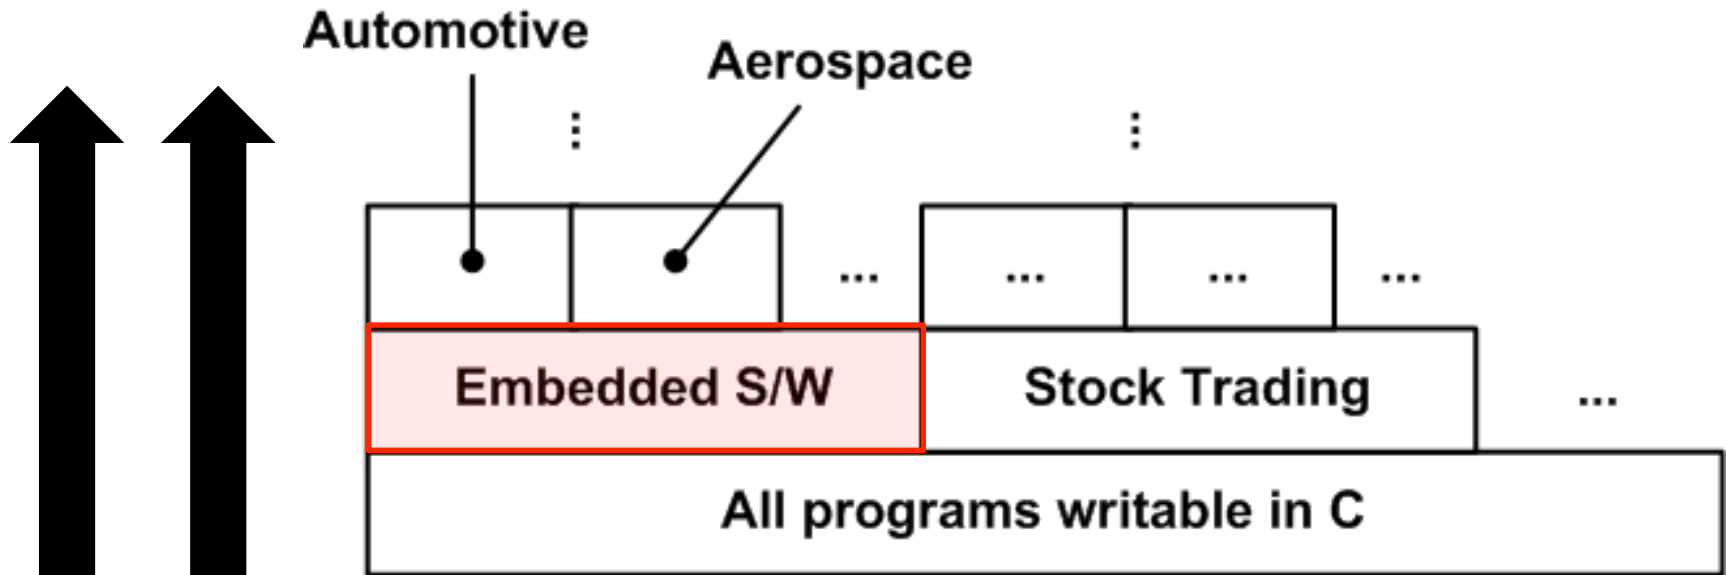 Automotive
Aerospace
⋮ ⋮
... ... ... ...
Embedded S/W Stock Trading ...
All programs writable in C